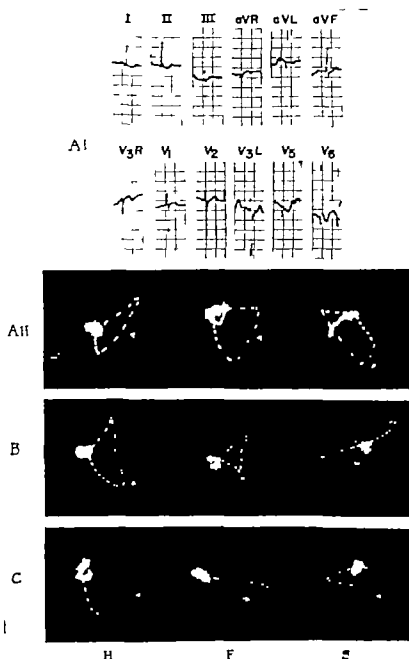 I II III aVR aVL aVF
AI
V3R V1 V2 V3L V5 V6
AII
B
C
H F S